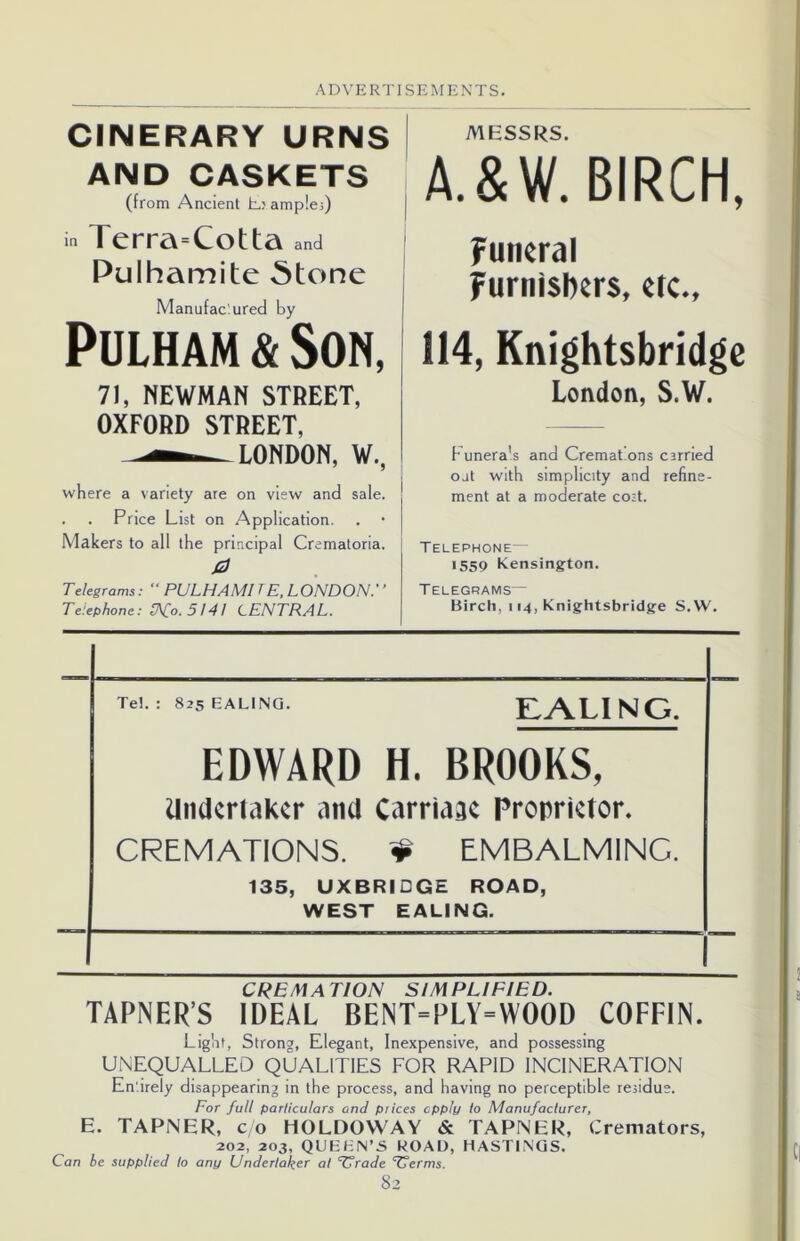 ADVERTISEMENTS.
CINERARY URNS
AND CASKETS
(from Ancient Examples)
in Terra=Cotta and
Pulhamite Stone
Manufactured by
PULHAM & SON,
71, NEWMAN STREET,
OXFORD STREET,
LONDON, W.,
where a variety are on view and sale.
. . Price List on Application. . .
Makers to all the principal Crematoria.
Telegrams: "PULHAMITE, LONDON."
Telephone: No. 5141 CENTRAL.
MESSRS.
A. & W. BIRCH,
Funeral
Furnishers, etc.,
114, Knightsbridge
London, S.W.
Funerals and Cremations carried
out with simplicity and refine-
ment at a moderate cost.
TELEPHONE—
1559 Kensington.
TELEGRAMS—
Birch, 114, Knightsbridge S.W.
Tel. : 825 EALING.
EALING.
EDWARD H. BROOKS,
Undertaker and Carriage Proprietor.
CREMATIONS. EMBALMING.
135, UXBRIDGE ROAD,
WEST EALING.
CREMATION SIMPLIFIED.
TAPNER'S IDEAL BENT=PLY=WOOD COFFIN.
Light, Strong, Elegant, Inexpensive, and possessing
UNEQUALLED QUALITIES FOR RAPID INCINERATION
Entirely disappearing in the process, and having no perceptible residue.
For full particulars and prices apply to Manufacturer,
E. TAPNER, c/o HOLDOWAY & TAPNER, Cremators,
202, 203, QUEEN'S ROAD, HASTINGS.
Can be supplied to any Undertaker at Trade Terms.
82